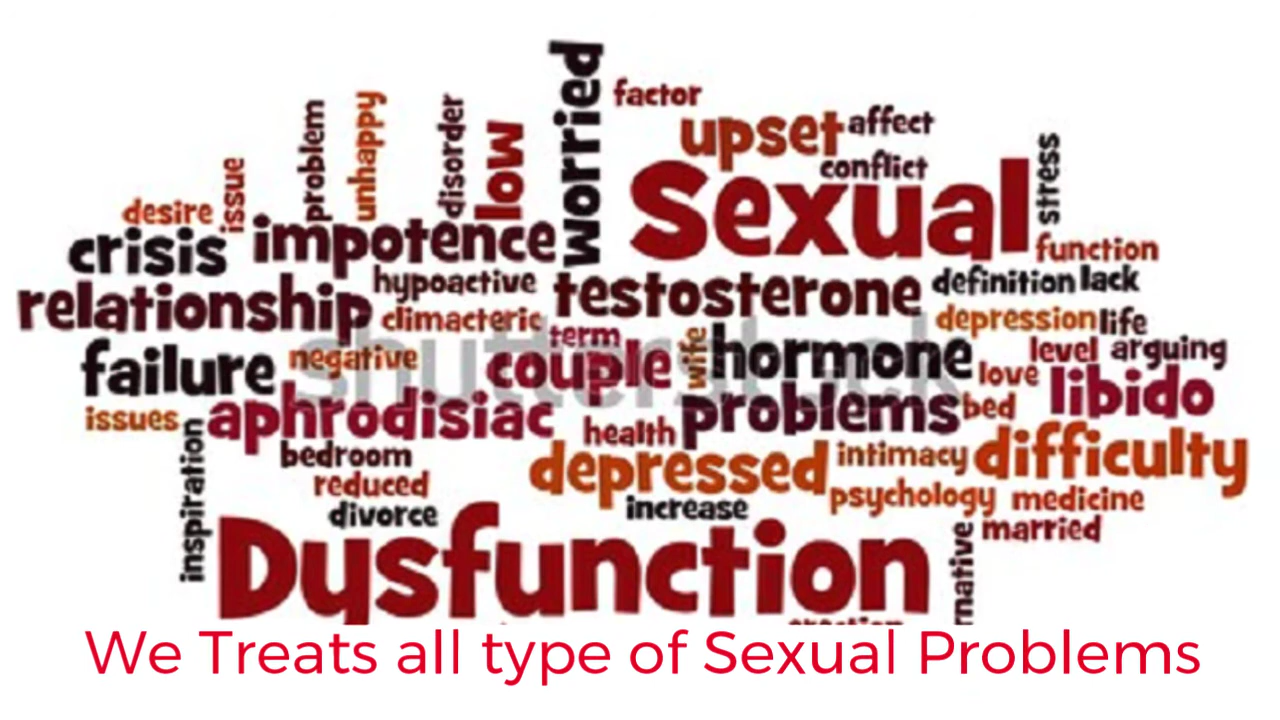 worried
factor
problem
unhappy
disorder
low
upset
affect
issue
conflict
Sexual
stress
desire
crisis
impotence
function
relationship
hypoactive
testosterone
definition
lack
climacteric
term
depression
life
failure
negative
couple
wife
hormone
level
arguing
love
libido
issues
aphrodisiac
health
problems
bed
inspiration
bedroom
depressed
intimacy
difficulty
reduced
psychology
medicine
divorce
increase
married
Dysfunction
shutterstock
We Treats all type of Sexual Problems